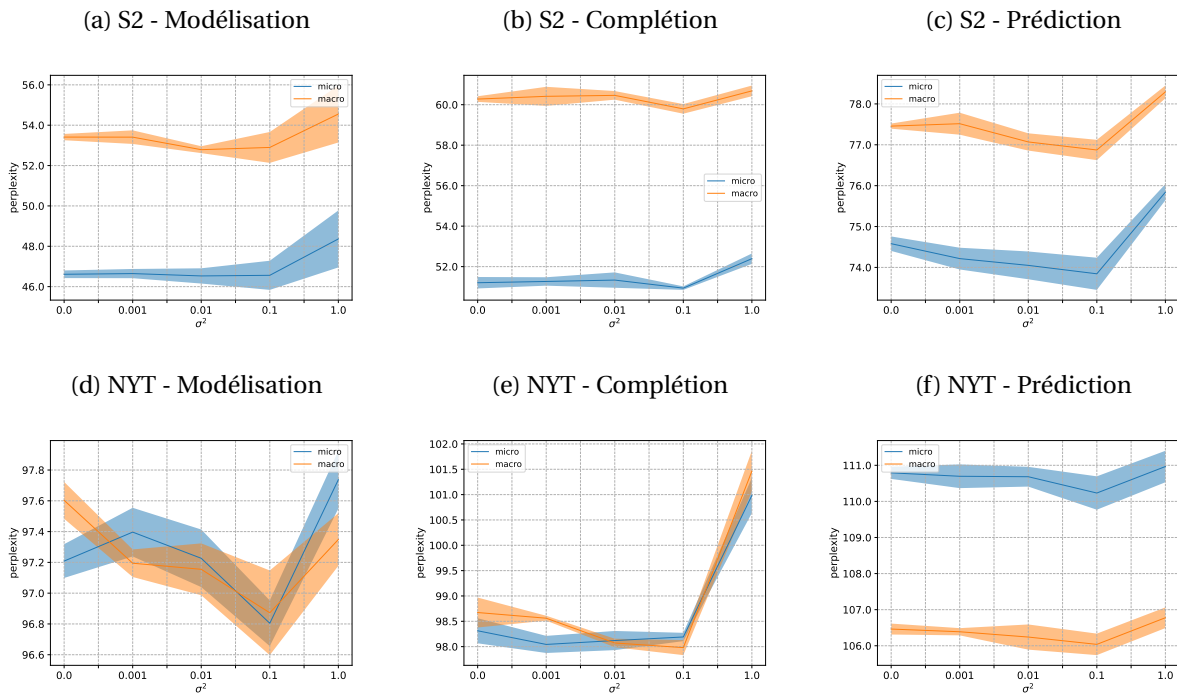 (a) S2 - Modélisation
56.0
54.0
52.0
50.0
48.0
46.0
perplexity
micro
macro
0.0 0.001 0.01 0.1 1.0
σ²
(b) S2 - Complétion
60.0
58.0
56.0
54.0
52.0
perplexity
micro
macro
0.0 0.001 0.01 0.1 1.0
σ²
(c) S2 - Prédiction
78.0
77.0
76.0
75.0
74.0
perplexity
micro
macro
0.0 0.001 0.01 0.1 1.0
σ²
(d) NYT - Modélisation
97.8
97.6
97.4
97.2
97.0
96.8
96.6
perplexity
micro
macro
0.0 0.001 0.01 0.1 1.0
σ²
(e) NYT - Complétion
102.0
101.5
101.0
100.5
100.0
99.5
99.0
98.5
98.0
perplexity
micro
macro
0.0 0.001 0.01 0.1 1.0
σ²
(f) NYT - Prédiction
111.0
110.0
109.0
108.0
107.0
106.0
perplexity
micro
macro
0.0 0.001 0.01 0.1 1.0
σ²